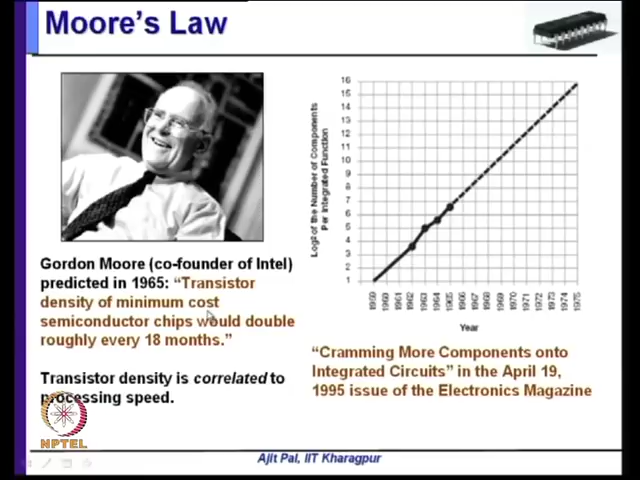 Moore's Law
Gordon Moore (co-founder of Intel)
predicted in 1965: “Transistor
density of minimum cost
semiconductor chips would double
roughly every 18 months.”
Transistor density is correlated to
processing speed.
NPTEL
Log² of the Number of Components
Per Integrated Function
16
15
14
13
12
11
10
9
8
7
6
5
4
3
2
1
1959 1960 1961 1962 1963 1964 1965 1966 1967 1968 1969 1970 1971 1972 1973 1974 1975
Year
“Cramming More Components onto
Integrated Circuits” in the April 19,
1995 issue of the Electronics Magazine
Ajit Pal, IIT Kharagpur